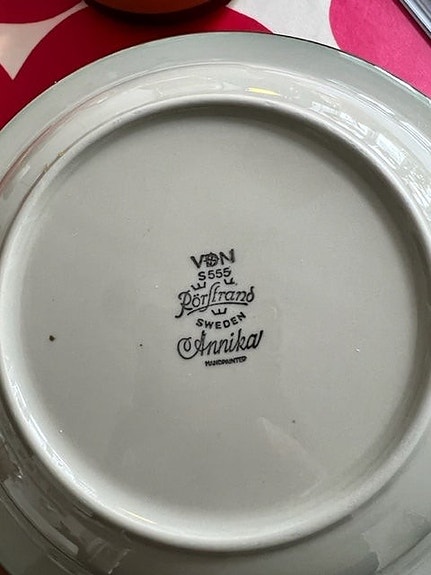 VDN
S555
Rörstrand
SWEDEN
Annika
HANDPAINTED